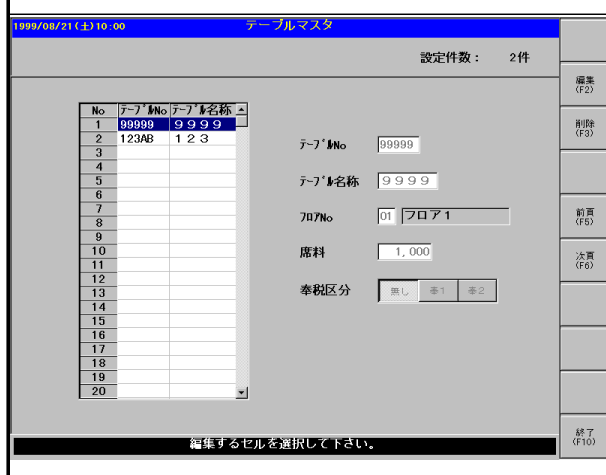 1999/08/21(土)10:00 テーブルマスタ
設定件数： 2件
編集
(F2)
削除
(F3)
前頁
(F5)
次頁
(F6)
終了
(F10)
No ﾃｰﾌﾞﾙNo ﾃｰﾌﾞﾙ名称
1 99999 ９９９９
2 123AB １２３
3
4
5
6
7
8
9
10
11
12
13
14
15
16
17
18
19
20
ﾃｰﾌﾞﾙNo 99999
ﾃｰﾌﾞﾙ名称 ９９９９
ﾌﾛｱNo 01 フロア１
席料 1,000
奉税区分 無し 奉1 奉2
編集するセルを選択して下さい。